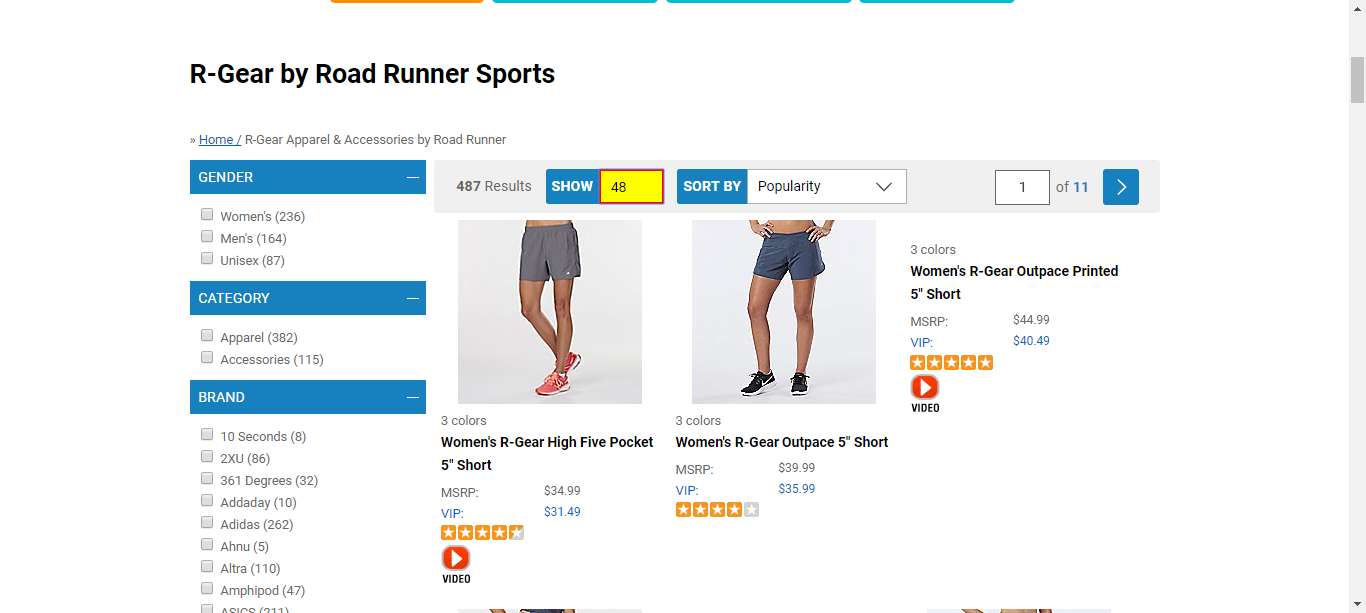 R-Gear by Road Runner Sports
» Home / R-Gear Apparel & Accessories by Road Runner
GENDER
Women's (236)
Men's (164)
Unisex (87)
CATEGORY
Apparel (382)
Accessories (115)
BRAND
10 Seconds (8)
2XU (86)
361 Degrees (32)
Addaday (10)
Adidas (262)
Ahnu (5)
Altra (110)
Amphipod (47)
ASICS (211)
487 Results SHOW 48 SORT BY Popularity 1 of 11
3 colors
Women's R-Gear High Five Pocket
5" Short
MSRP: $34.99
VIP: $31.49
VIDEO
3 colors
Women's R-Gear Outpace 5" Short
MSRP: $39.99
VIP: $35.99
3 colors
Women's R-Gear Outpace Printed
5" Short
MSRP: $44.99
VIP: $40.49
VIDEO